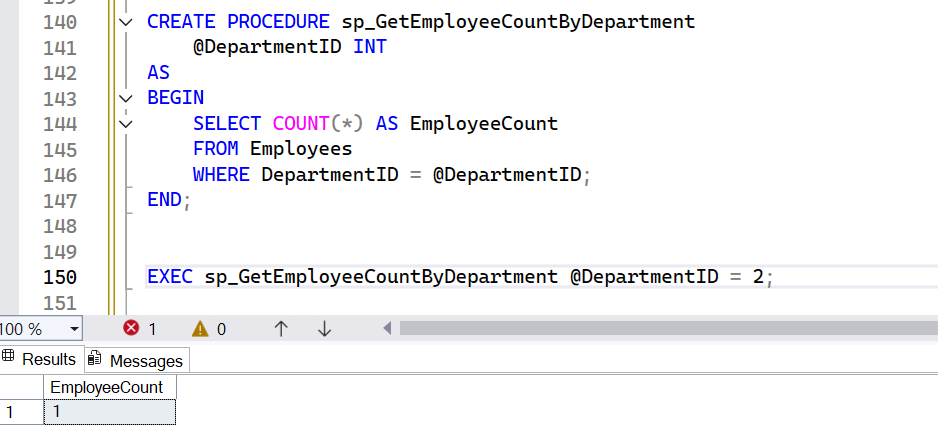 140 CREATE PROCEDURE sp_GetEmployeeCountByDepartment
141 @DepartmentID INT
142 AS
143 BEGIN
144 SELECT COUNT(*) AS EmployeeCount
145 FROM Employees
146 WHERE DepartmentID = @DepartmentID;
147 END;
148
149
150 EXEC sp_GetEmployeeCountByDepartment @DepartmentID = 2;
151
100 % 1 0
Results Messages
EmployeeCount
1 1